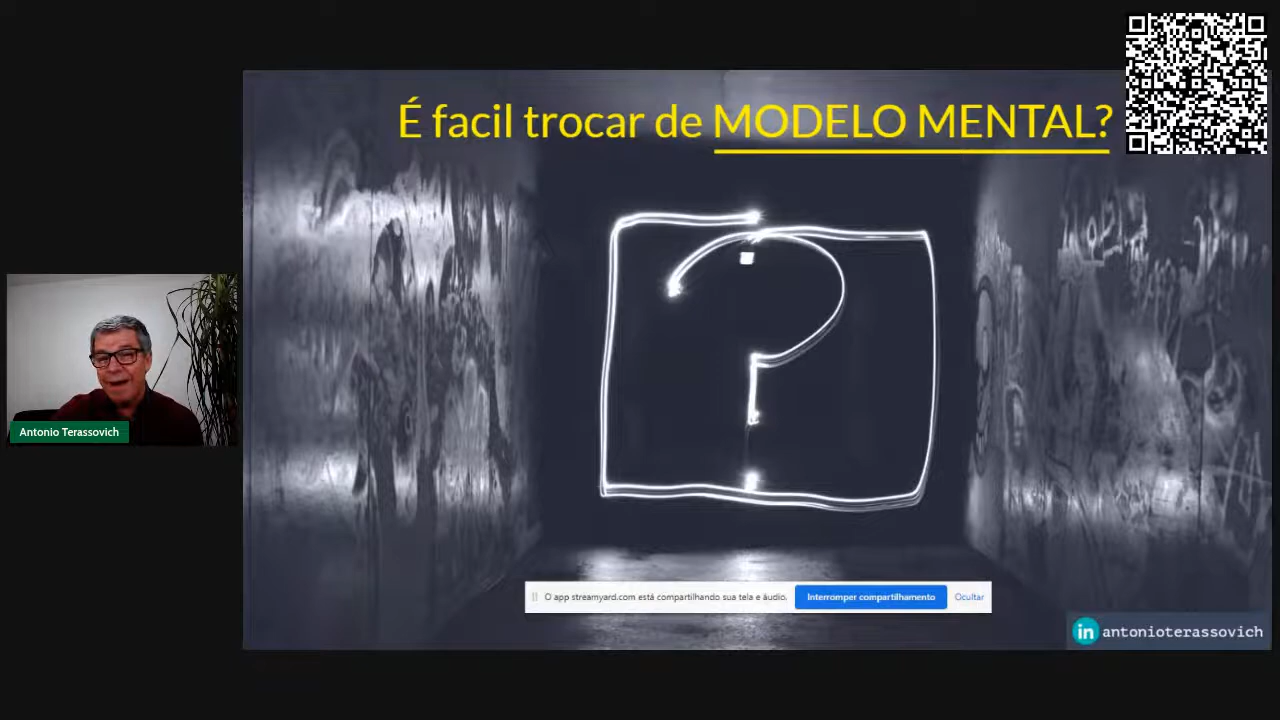 É facil trocar de MODELO MENTAL?
Antonio Terassovich
O app streamyard.com está compartilhando sua tela e áudio.
Interromper compartilhamento
Ocultar
in antonioterassovich